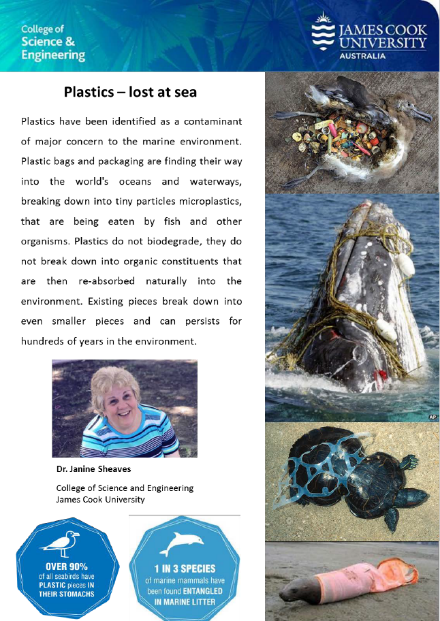 College of
Science &
Engineering
JAMES COOK
UNIVERSITY
AUSTRALIA
Plastics – lost at sea
Plastics have been identified as a contaminant
of major concern to the marine environment.
Plastic bags and packaging are finding their way
into the world's oceans and waterways,
breaking down into tiny particles microplastics,
that are being eaten by fish and other
organisms. Plastics do not biodegrade, they do
not break down into organic constituents that
are then re-absorbed naturally into the
environment. Existing pieces break down into
even smaller pieces and can persists for
hundreds of years in the environment.
Dr. Janine Sheaves
College of Science and Engineering
James Cook University
OVER 90%
of all seabirds have
PLASTIC pieces IN
THEIR STOMACHS
1 IN 3 SPECIES
of marine mammals have
been found ENTANGLED
IN MARINE LITTER
AP